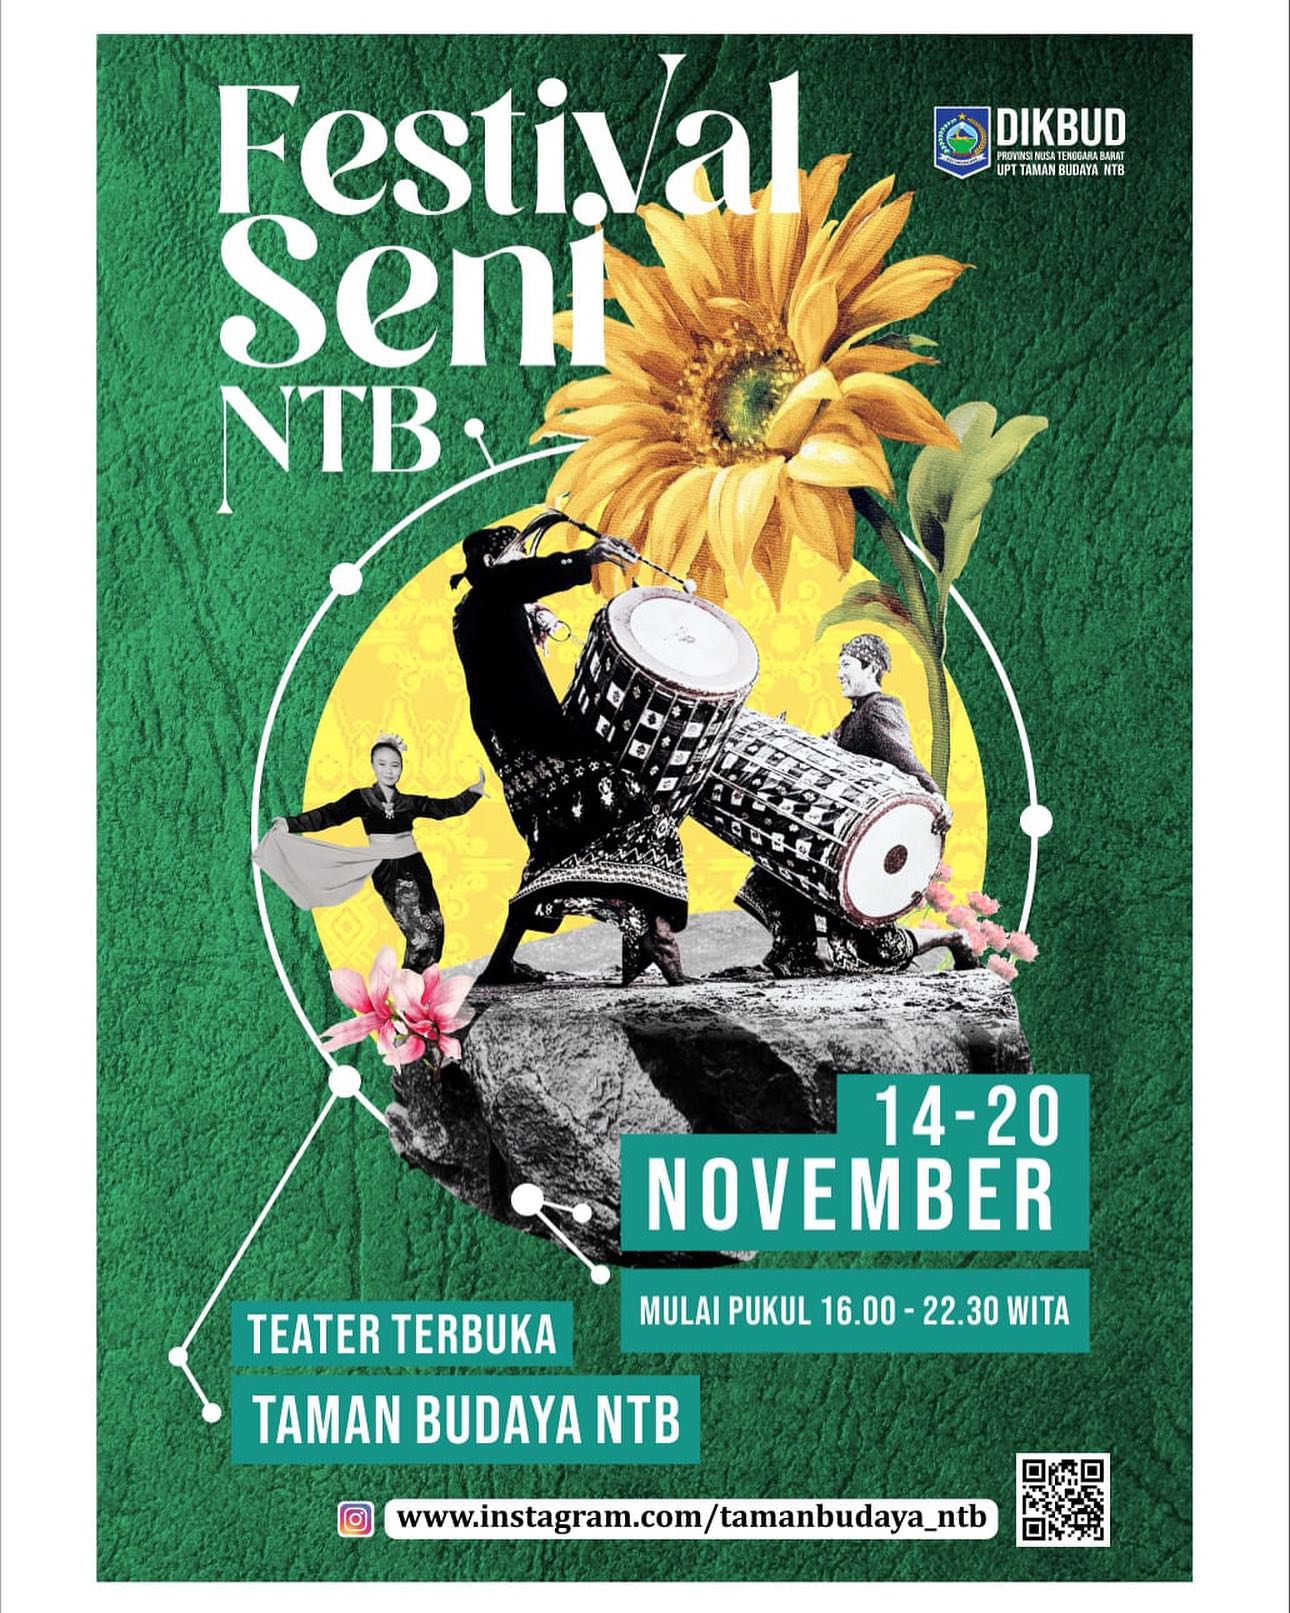 Festival
Seni
NTB
DIKBUD
PROVINSI NUSA TENGGARA BARAT
UPT TAMAN BUDAYA NTB
14-20
NOVEMBER
MULAI PUKUL 16.00 - 22.30 WITA
TEATER TERBUKA
TAMAN BUDAYA NTB
www.instagram.com/tamanbudaya_ntb